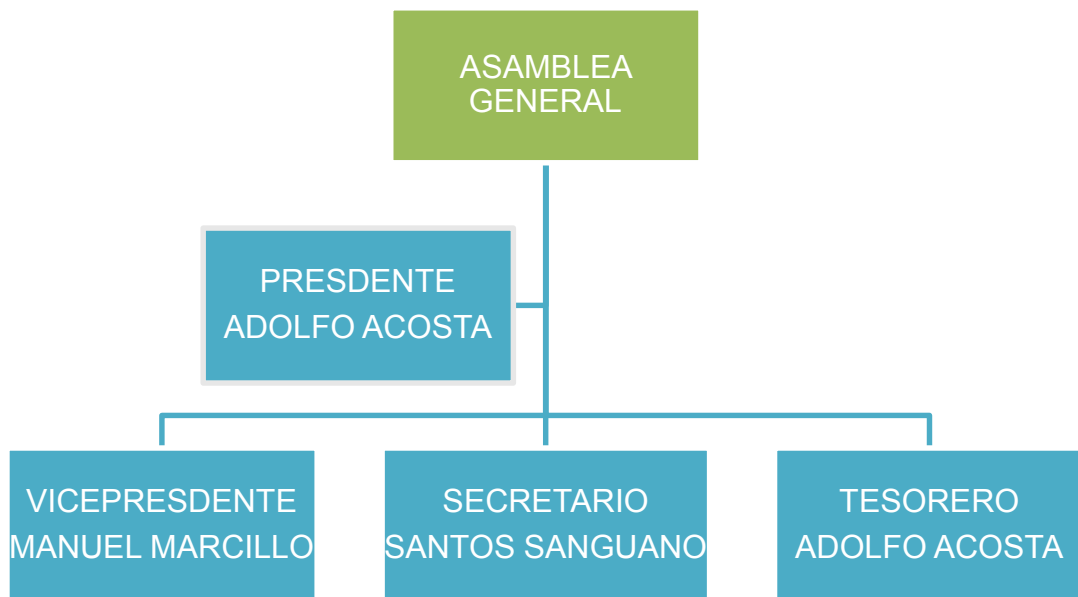 ASAMBLEA
GENERAL
PRESDENTE
ADOLFO ACOSTA
VICEPRESDENTE
MANUEL MARCILLO
SECRETARIO
SANTOS SANGUANO
TESORERO
ADOLFO ACOSTA